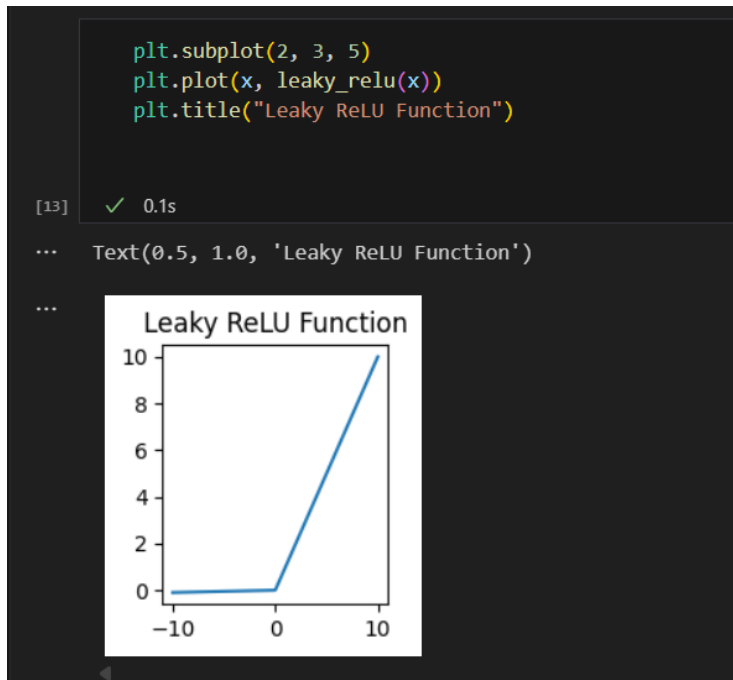 plt.subplot(2, 3, 5)
plt.plot(x, leaky_relu(x))
plt.title("Leaky ReLU Function")
[13] ✓ 0.1s
... Text(0.5, 1.0, 'Leaky ReLU Function')
...
Leaky ReLU Function
10
8
6
4
2
0
−10 0 10